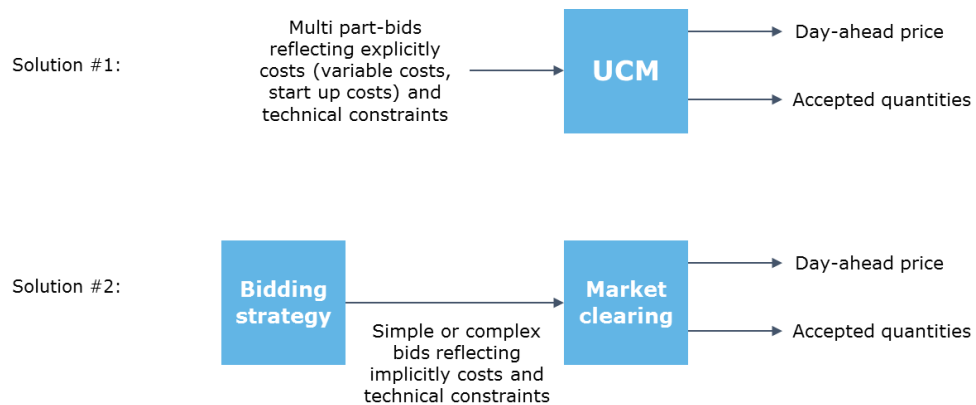 Solution #1:
Multi part-bids
reflecting explicitly
costs (variable costs,
start up costs) and
technical constraints
UCM
Day-ahead price
Accepted quantities
Solution #2:
Bidding
strategy
Simple or complex
bids reflecting
implicitly costs and
technical constraints
Market
clearing
Day-ahead price
Accepted quantities